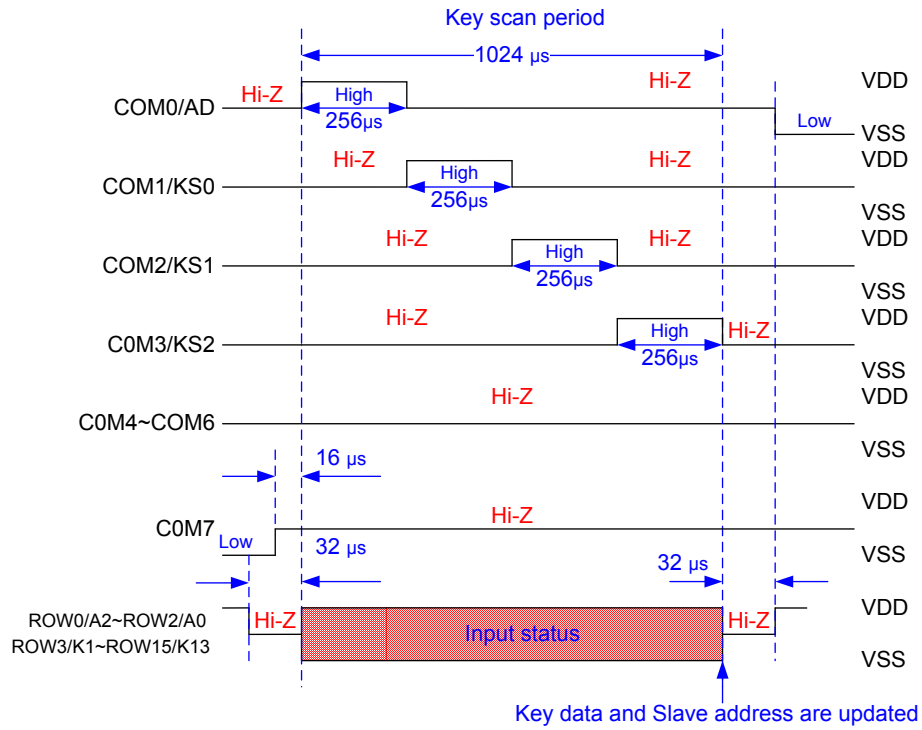 Key scan period
1024 µs
COM0/AD
Hi-Z
High
256µs
Hi-Z
Low
VDD
VSS
COM1/KS0
Hi-Z
High
256µs
Hi-Z
VDD
VSS
COM2/KS1
Hi-Z
High
256µs
Hi-Z
VDD
VSS
C0M3/KS2
Hi-Z
High
256µs
Hi-Z
VDD
VSS
C0M4~COM6
Hi-Z
VDD
VSS
16 µs
C0M7
Low
Hi-Z
VDD
VSS
32 µs
32 µs
ROW0/A2~ROW2/A0
ROW3/K1~ROW15/K13
Hi-Z
Input status
Hi-Z
VDD
VSS
Key data and Slave address are updated